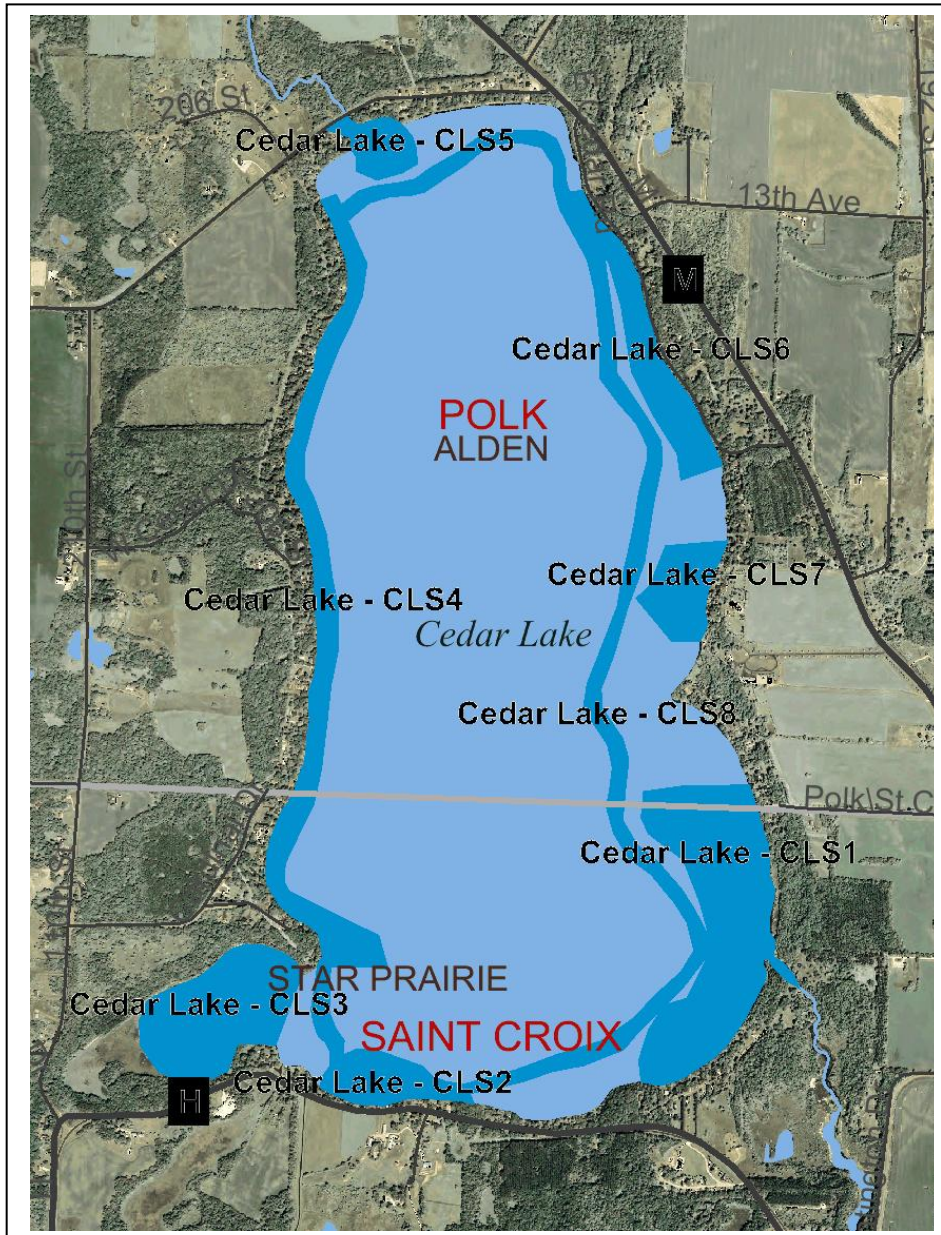 206 St
192 St
Cedar Lake - CLS5
13th Ave
M
Cedar Lake - CLS6
POLK
ALDEN
Cedar Lake - CLS7
Cedar Lake - CLS4
Cedar Lake
Cedar Lake - CLS8
Polk\St C
Cedar Lake - CLS1
STAR PRAIRIE
Cedar Lake - CLS3
SAINT CROIX
Cedar Lake - CLS2
H